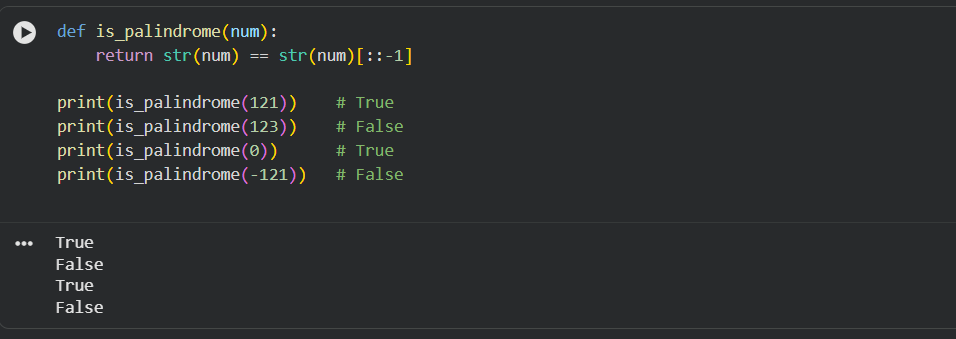 def is_palindrome(num):
    return str(num) == str(num)[::-1]

print(is_palindrome(121))    # True
print(is_palindrome(123))    # False
print(is_palindrome(0))      # True
print(is_palindrome(-121))   # False

True
False
True
False